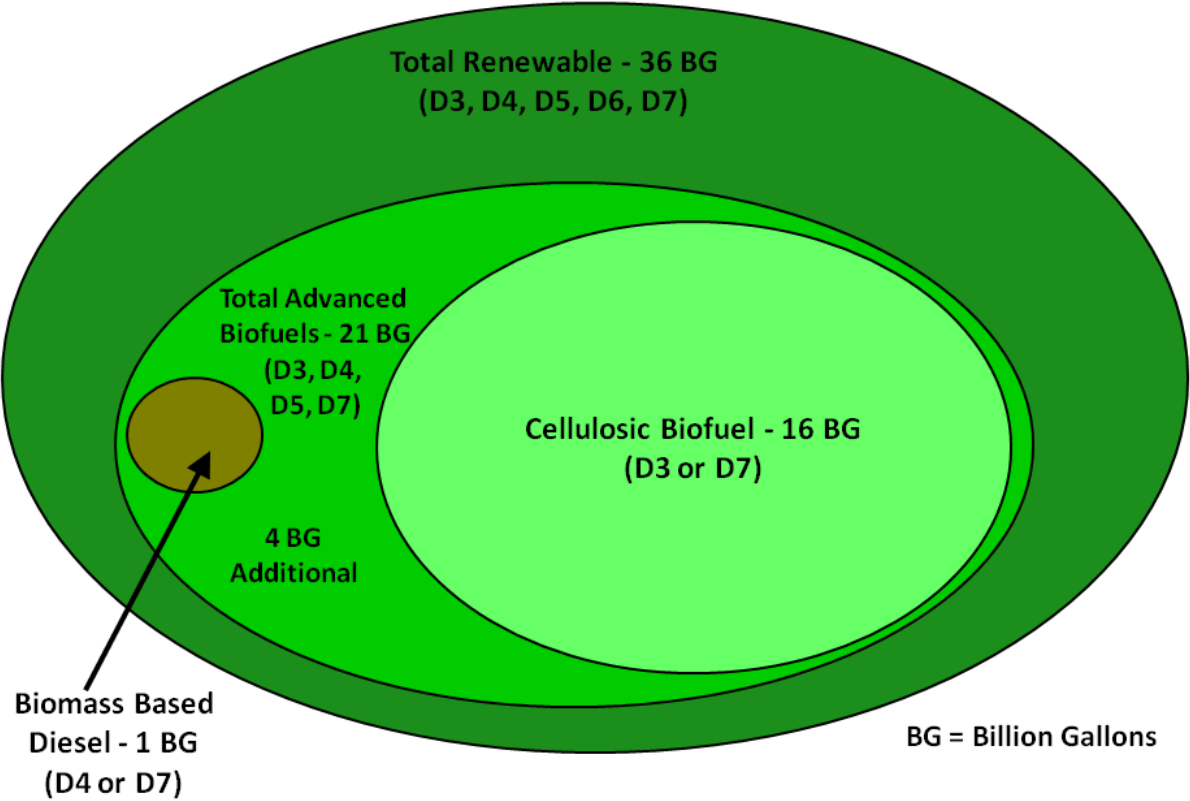 Total Renewable - 36 BG
(D3, D4, D5, D6, D7)
Total Advanced
Biofuels - 21 BG
(D3, D4,
D5, D7)
Cellulosic Biofuel - 16 BG
(D3 or D7)
4 BG
Additional
Biomass Based
Diesel - 1 BG
(D4 or D7)
BG = Billion Gallons